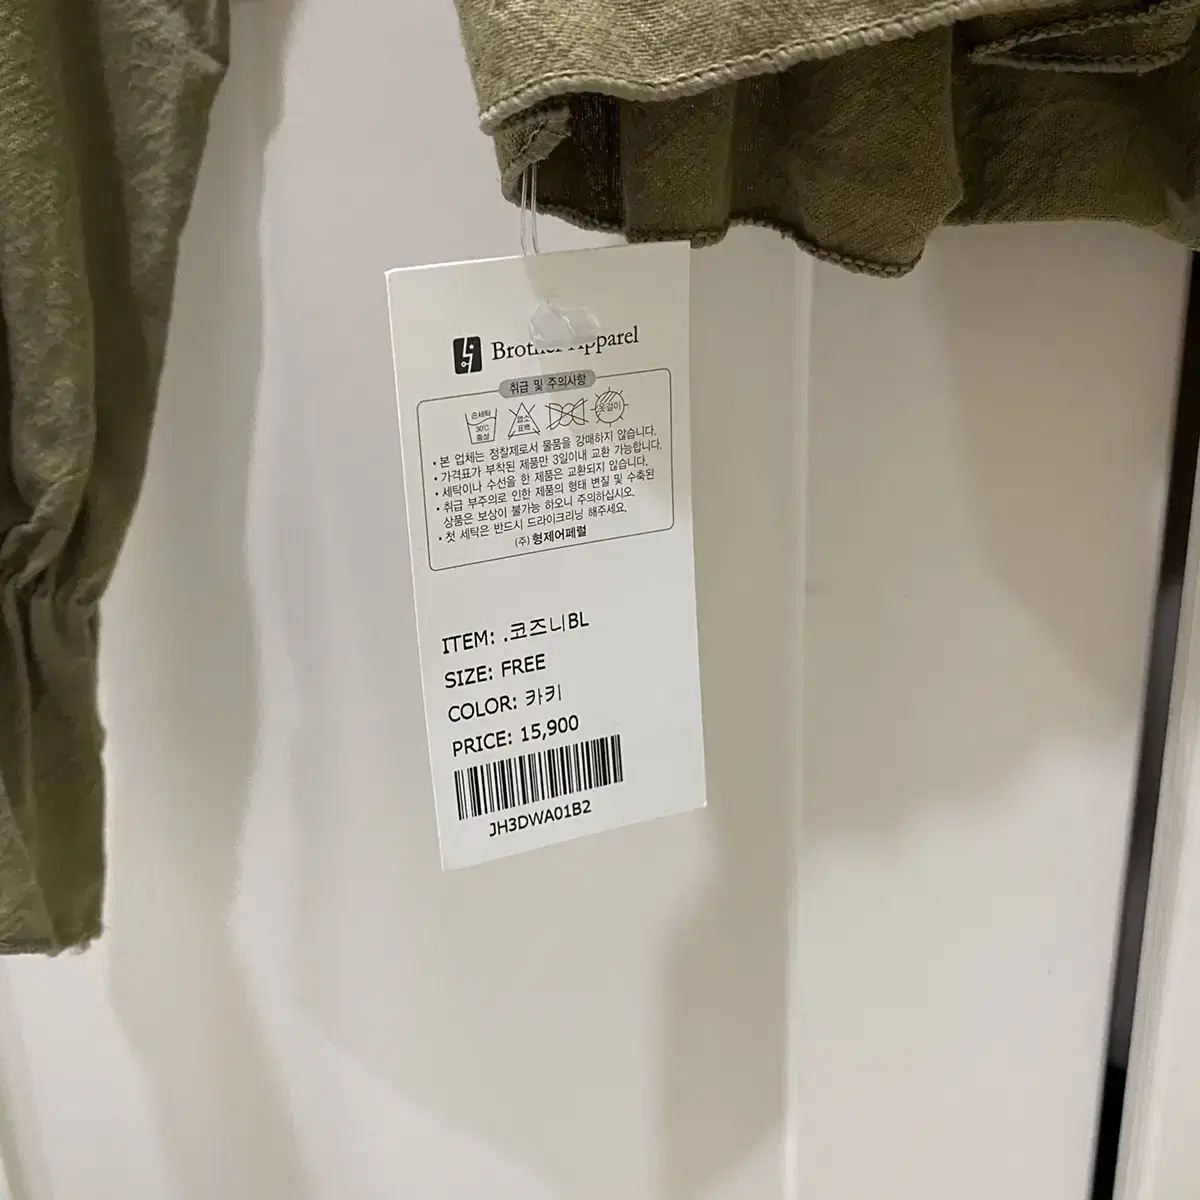 Brother Apparel
취급 및 주의사항
손세탁 30℃ 중성
염소 표백
옷걸이
• 본 업체는 정찰제로서 물품을 강매하지 않습니다.
• 가격표가 부착된 제품만 3일이내 교환 가능합니다.
• 세탁이나 수선을 한 제품은 교환되지 않습니다.
• 취급 부주의로 인한 제품의 형태 변질 및 수축된
상품은 보상이 불가능 하오니 주의하십시오.
• 첫 세탁은 반드시 드라이크리닝 해주세요.
(주) 형제어페럴
ITEM: .코즈니BL
SIZE: FREE
COLOR: 카키
PRICE: 15,900
JH3DWA01B2